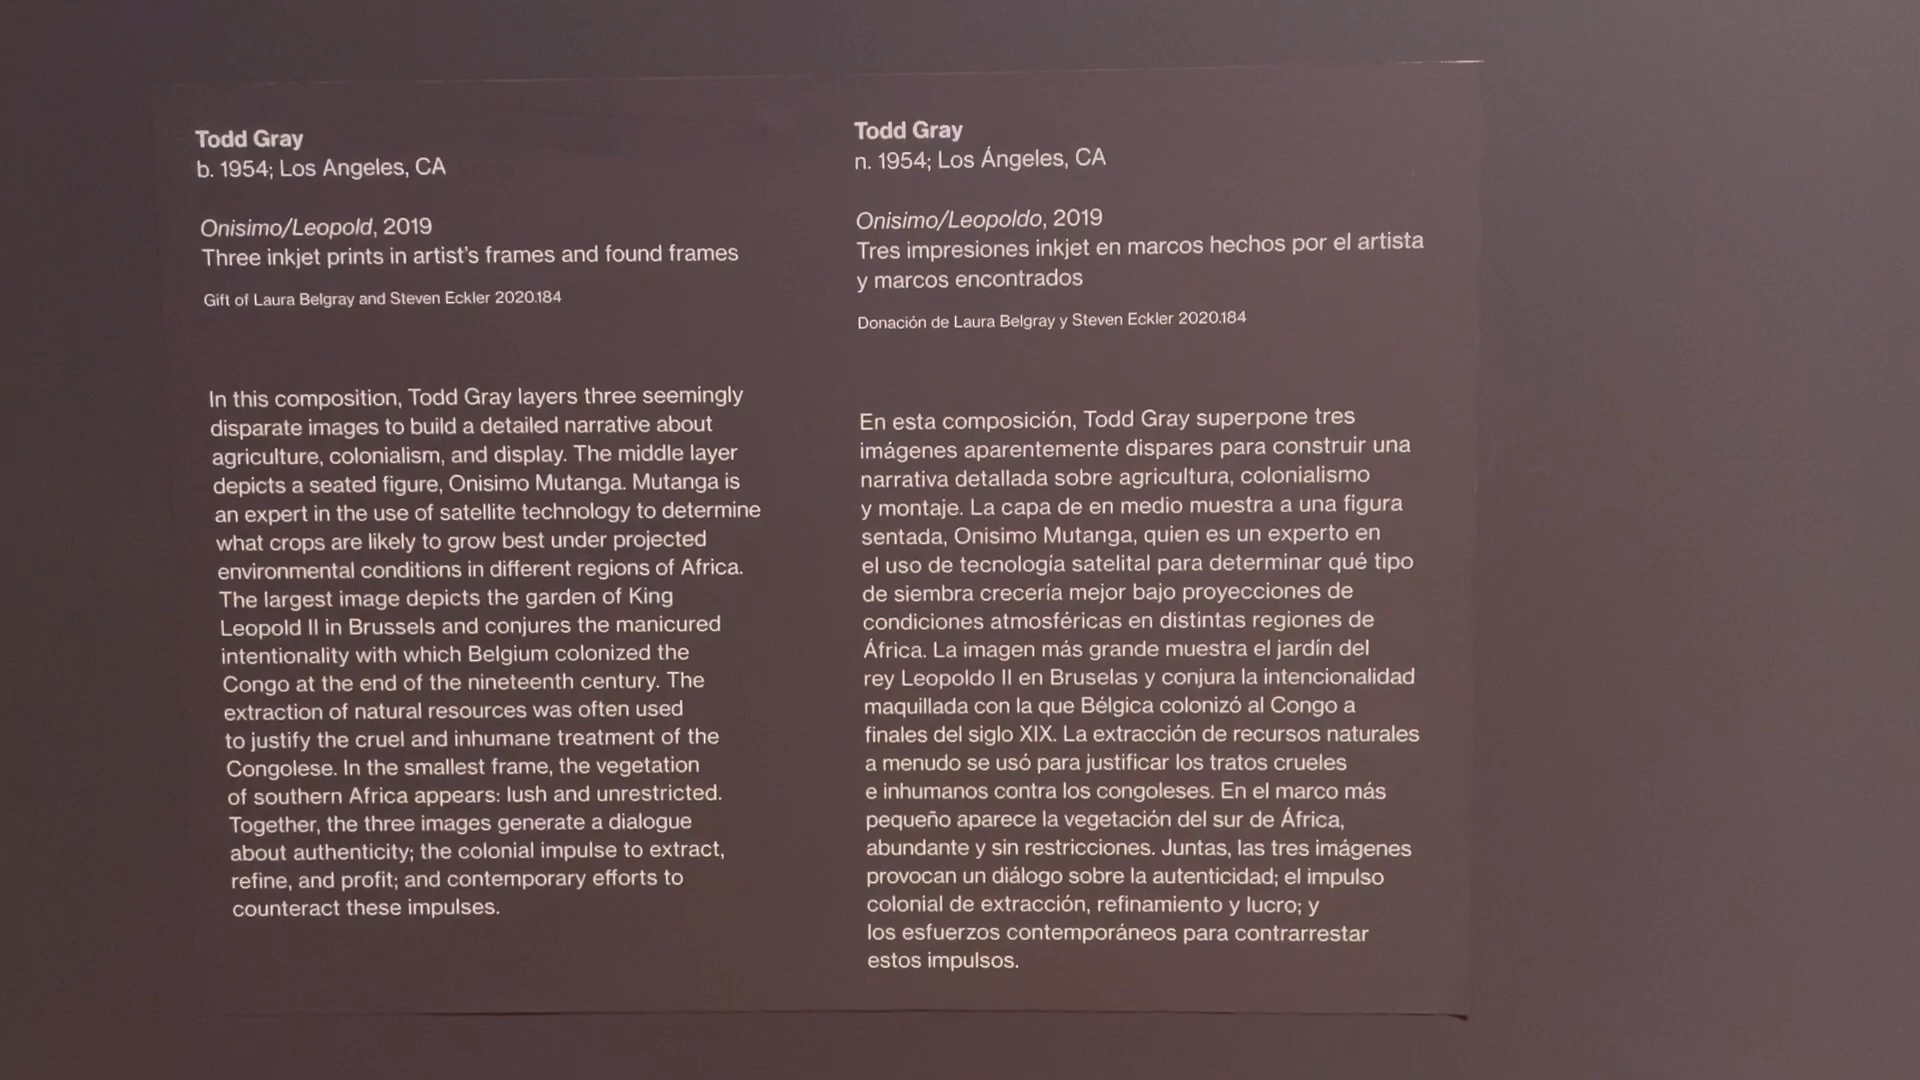 Todd Gray
b. 1954; Los Angeles, CA
Onisimo/Leopold, 2019
Three inkjet prints in artist's frames and found frames
Gift of Laura Belgray and Steven Eckler 2020.184
In this composition, Todd Gray layers three seemingly
disparate images to build a detailed narrative about
agriculture, colonialism, and display. The middle layer
depicts a seated figure, Onisimo Mutanga. Mutanga is
an expert in the use of satellite technology to determine
what crops are likely to grow best under projected
environmental conditions in different regions of Africa.
The largest image depicts the garden of King
Leopold II in Brussels and conjures the manicured
intentionality with which Belgium colonized the
Congo at the end of the nineteenth century. The
extraction of natural resources was often used
to justify the cruel and inhumane treatment of the
Congolese. In the smallest frame, the vegetation
of southern Africa appears: lush and unrestricted.
Together, the three images generate a dialogue
about authenticity; the colonial impulse to extract,
refine, and profit; and contemporary efforts to
counteract these impulses.
Todd Gray
n. 1954; Los Ángeles, CA
Onisimo/Leopoldo, 2019
Tres impresiones inkjet en marcos hechos por el artista
y marcos encontrados
Donación de Laura Belgray y Steven Eckler 2020.184
En esta composición, Todd Gray superpone tres
imágenes aparentemente dispares para construir una
narrativa detallada sobre agricultura, colonialismo
y montaje. La capa de en medio muestra a una figura
sentada, Onisimo Mutanga, quien es un experto en
el uso de tecnología satelital para determinar qué tipo
de siembra crecería mejor bajo proyecciones de
condiciones atmosféricas en distintas regiones de
África. La imagen más grande muestra el jardín del
rey Leopoldo II en Bruselas y conjura la intencionalidad
maquillada con la que Bélgica colonizó al Congo a
finales del siglo XIX. La extracción de recursos naturales
a menudo se usó para justificar los tratos crueles
e inhumanos contra los congoleses. En el marco más
pequeño aparece la vegetación del sur de África,
abundante y sin restricciones. Juntas, las tres imágenes
provocan un diálogo sobre la autenticidad; el impulso
colonial de extracción, refinamiento y lucro; y
los esfuerzos contemporáneos para contrarrestar
estos impulsos.